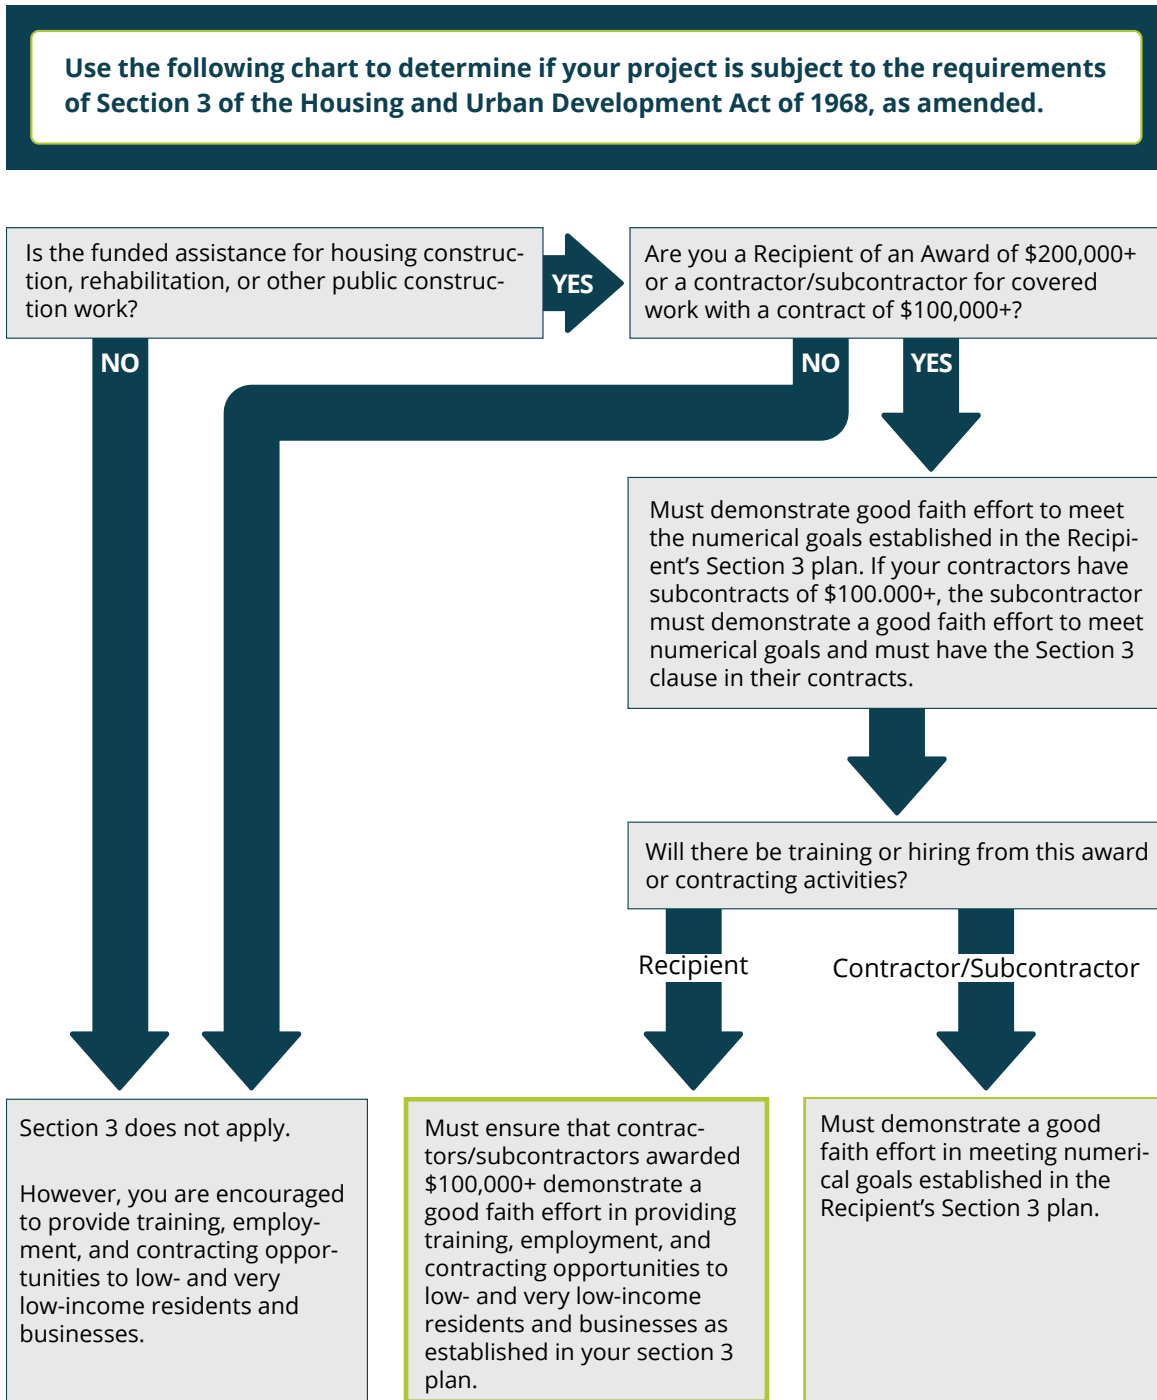 Use the following chart to determine if your project is subject to the requirements
of Section 3 of the Housing and Urban Development Act of 1968, as amended.
Is the funded assistance for housing construc-
tion, rehabilitation, or other public construc-
tion work?
YES
Are you a Recipient of an Award of $200,000+
or a contractor/subcontractor for covered
work with a contract of $100,000+?
NO
NO
YES
Must demonstrate good faith effort to meet
the numerical goals established in the Recipi-
ent's Section 3 plan. If your contractors have
subcontracts of $100.000+, the subcontractor
must demonstrate a good faith effort to meet
numerical goals and must have the Section 3
clause in their contracts.
Will there be training or hiring from this award
or contracting activities?
Recipient
Contractor/Subcontractor
Section 3 does not apply.
However, you are encouraged
to provide training, employ-
ment, and contracting oppor-
tunities to low- and very
low-income residents and
businesses.
Must ensure that contrac-
tors/subcontractors awarded
$100,000+ demonstrate a
good faith effort in providing
training, employment, and
contracting opportunities to
low- and very low-income
residents and businesses as
established in your section 3
plan.
Must demonstrate a good
faith effort in meeting numeri-
cal goals established in the
Recipient's Section 3 plan.